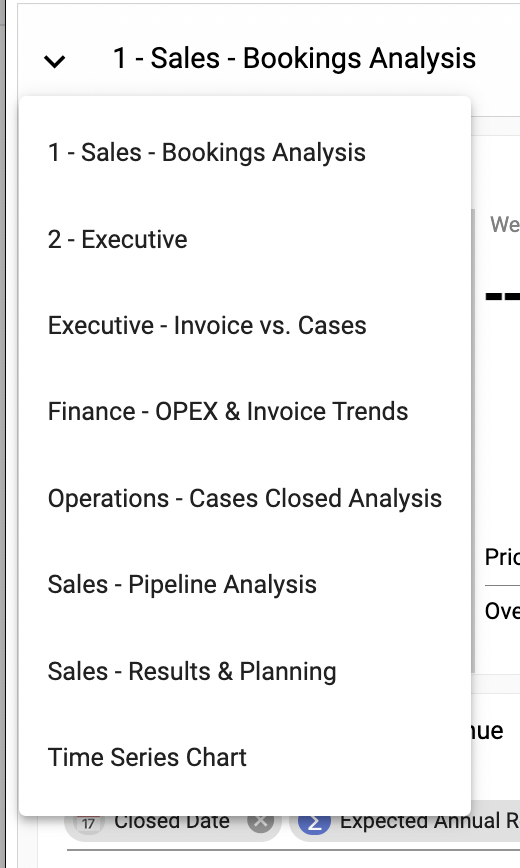 1 - Sales - Bookings Analysis
1 - Sales - Bookings Analysis
2 - Executive
Executive - Invoice vs. Cases
Finance - OPEX & Invoice Trends
Operations - Cases Closed Analysis
Sales - Pipeline Analysis
Sales - Results & Planning
Time Series Chart
We
--
Pric
Ove
nue
17 Closed Date Σ Expected Annual R